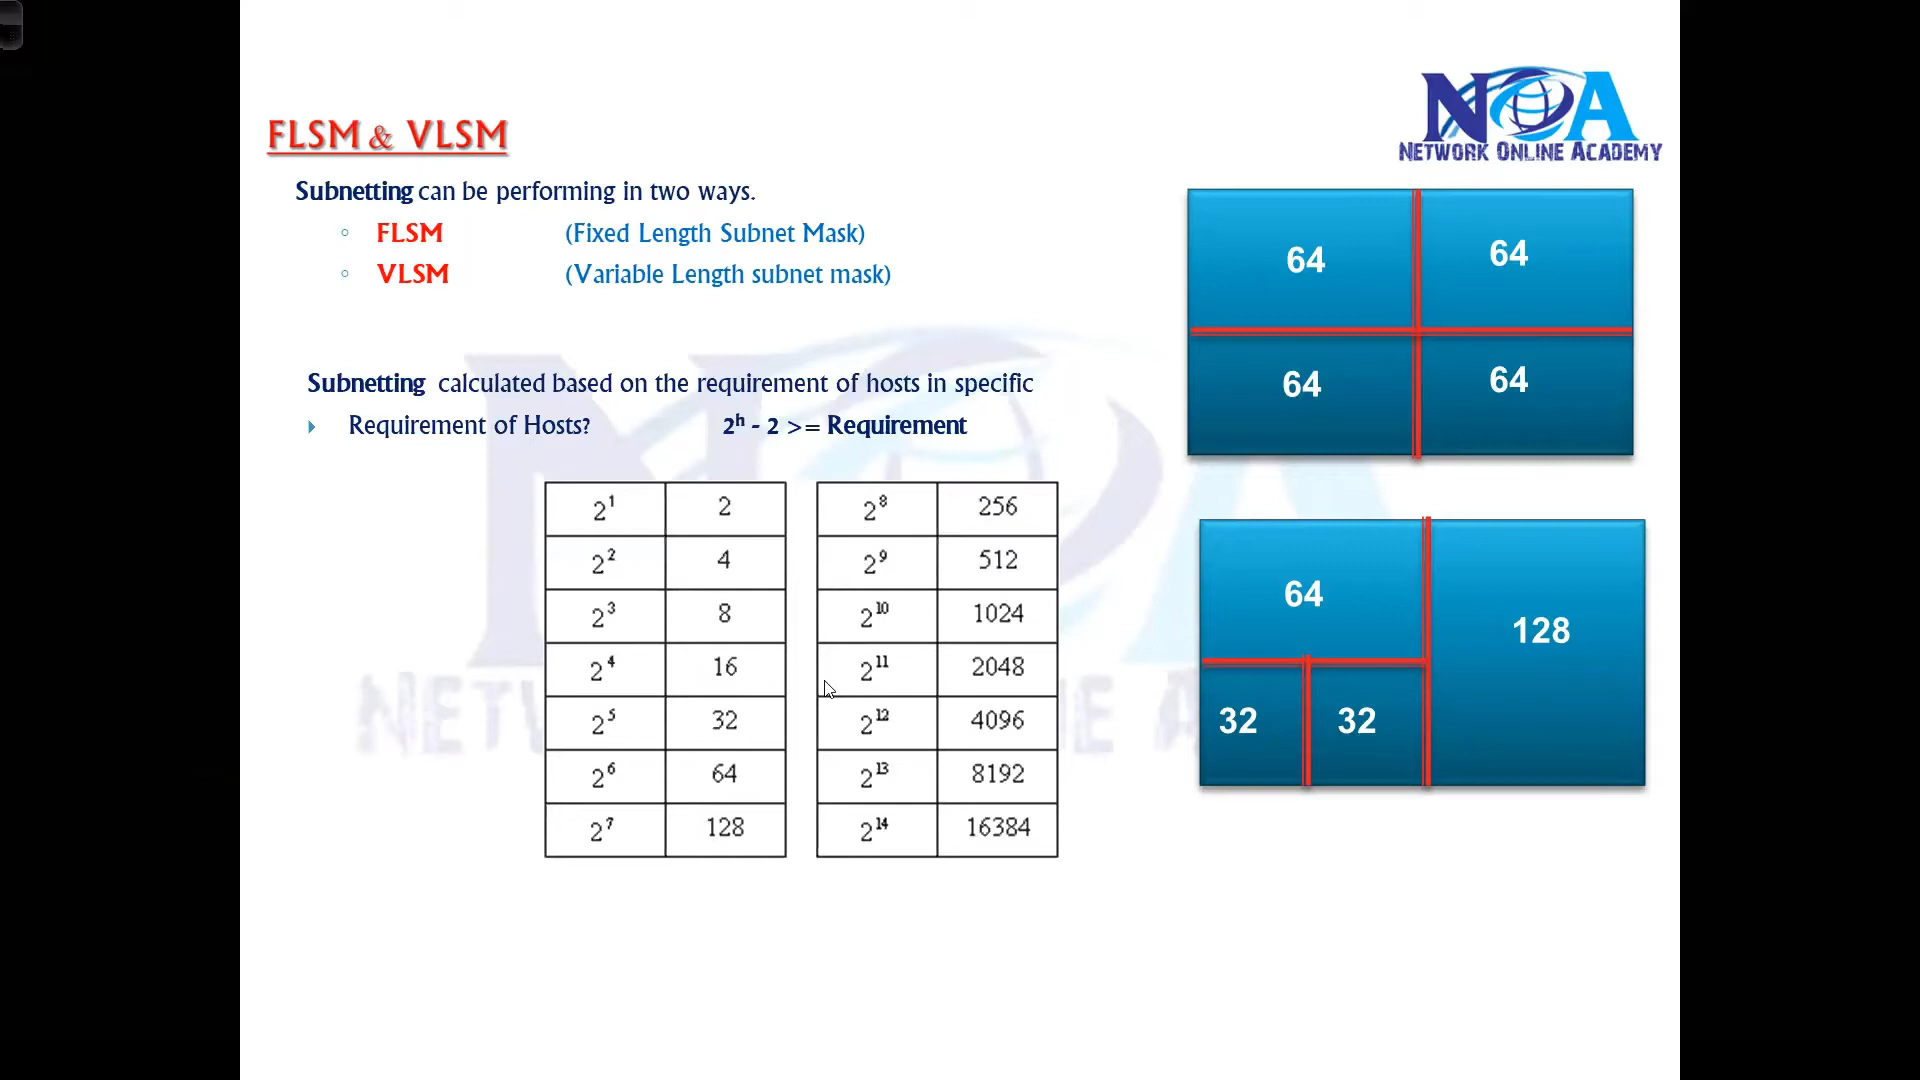 NOA
NETWORK ONLINE ACADEMY
FLSM & VLSM
Subnetting can be performing in two ways.
◦ FLSM (Fixed Length Subnet Mask)
◦ VLSM (Variable Length subnet mask)
Subnetting calculated based on the requirement of hosts in specific
Requirement of Hosts? 2ʰ - 2 >= Requirement
2¹ 2 2⁸ 256
2² 4 2⁹ 512
2³ 8 2¹⁰ 1024
2⁴ 16 2¹¹ 2048
2⁵ 32 2¹² 4096
2⁶ 64 2¹³ 8192
2⁷ 128 2¹⁴ 16384
64 64
64 64
64 128
32 32